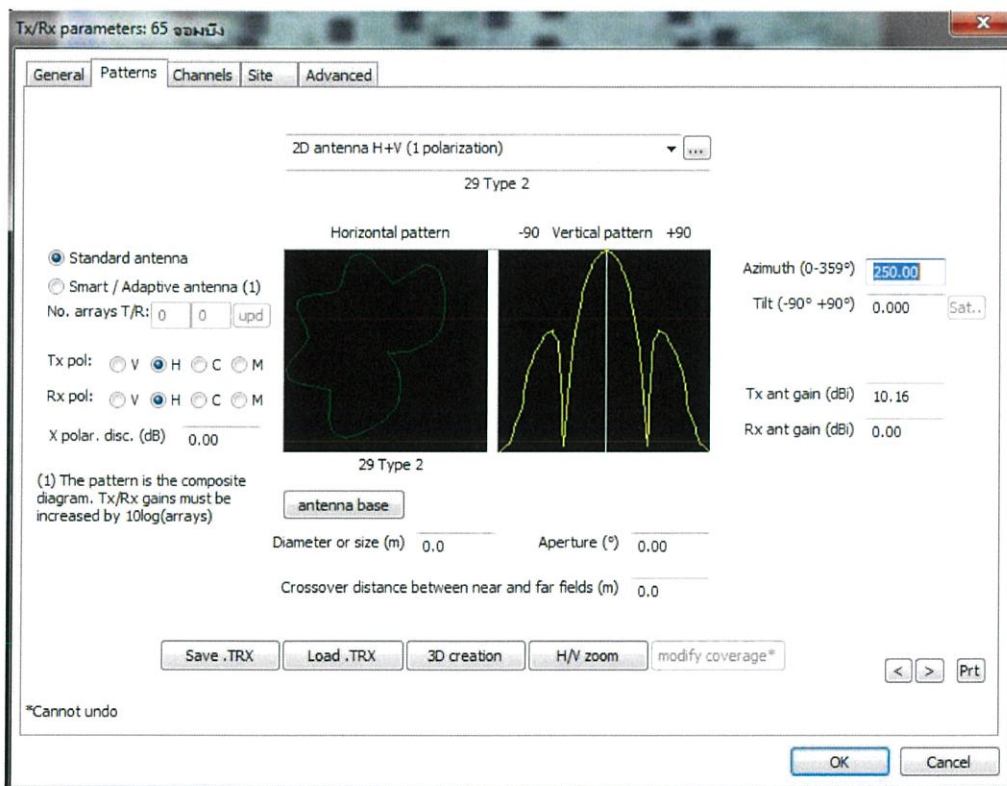 Tx/Rx parameters: 65 จอมบึง
General Patterns Channels Site Advanced
2D antenna H+V (1 polarization) ...
29 Type 2
Horizontal pattern -90 Vertical pattern +90
Standard antenna
Smart / Adaptive antenna (1)
No. arrays T/R: 0 0 upd
Tx pol: V H C M
Rx pol: V H C M
X polar. disc. (dB) 0.00
(1) The pattern is the composite
diagram. Tx/Rx gains must be
increased by 10log(arrays)
Azimuth (0-359°) 250.00
Tilt (-90° +90°) 0.000 Sat..
Tx ant gain (dBi) 10.16
Rx ant gain (dBi) 0.00
29 Type 2
antenna base
Diameter or size (m) 0.0 Aperture (°) 0.00
Crossover distance between near and far fields (m) 0.0
Save .TRX Load .TRX 3D creation H/V zoom modify coverage*
< > Prt
*Cannot undo
OK Cancel